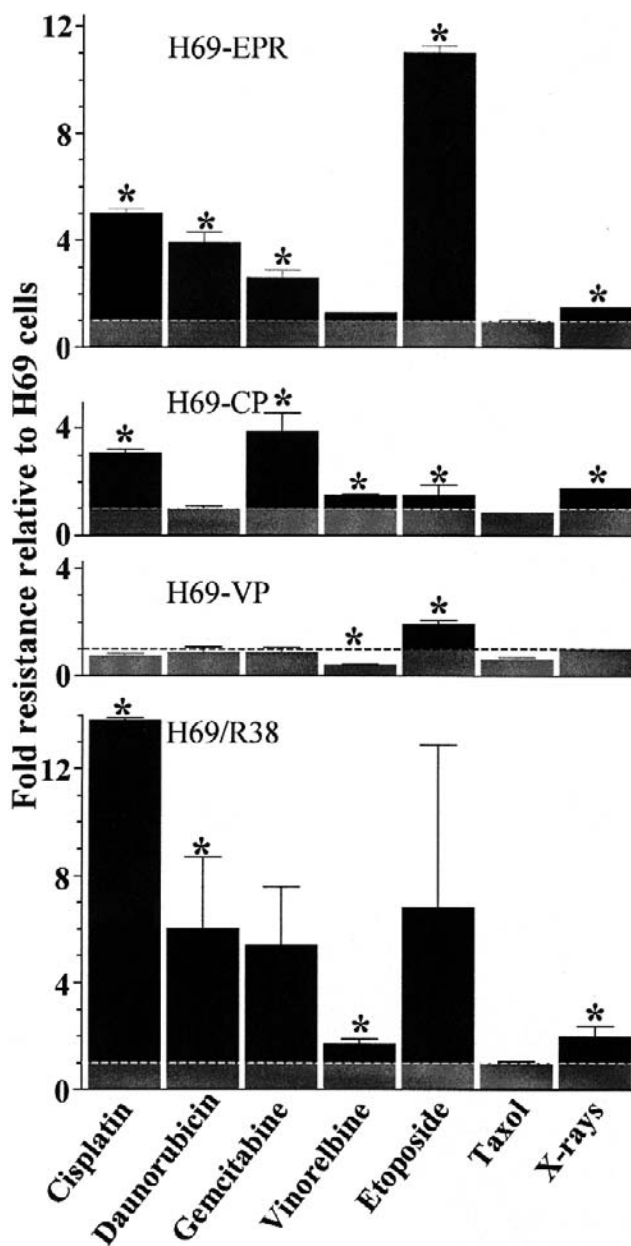 Fold resistance relative to H69 cells
H69-EPR
12
8
4
0
*
*
*
*
*
H69-CP
4
0
*
*
*
*
*
H69-VP
4
0
*
*
H69/R38
12
8
4
0
*
*
*
*
Cisplatin
Daunorubicin
Gemcitabine
Vinorelbine
Etoposide
Taxol
X-rays